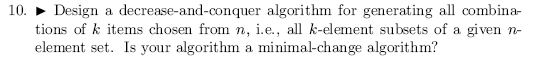 10. ► Design a decrease-and-conquer algorithm for generating all combina-
tions of k items chosen from n, i.e., all k-element subsets of a given n-
element set. Is your algorithm a minimal-change algorithm?